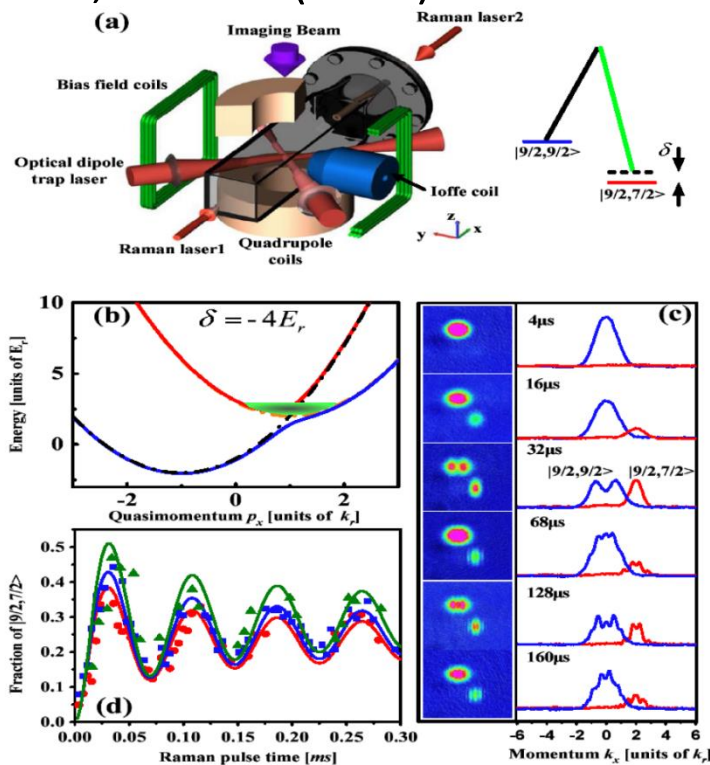 (a)
Imaging Beam
Raman laser2
Bias field coils
|9/2,9/2>
δ
|9/2,7/2>
Optical dipole
trap laser
Ioffe coil
Raman laser1
Quadrupole
coils
z
y
x
(b)
δ = -4E_r
Energy [units of E_r]
10
5
0
-2
0
2
Quasimomentum p_x [units of k_r]
(c)
4μs
16μs
32μs
|9/2,9/2>
|9/2,7/2>
68μs
128μs
160μs
-6 -4 -2 0 2 4 6
Momentum k_x [units of k_r]
(d)
Fraction of |9/2,7/2>
0.5
0.4
0.3
0.2
0.1
0.0
0.00 0.05 0.10 0.15 0.20 0.25 0.30
Raman pulse time [ms]